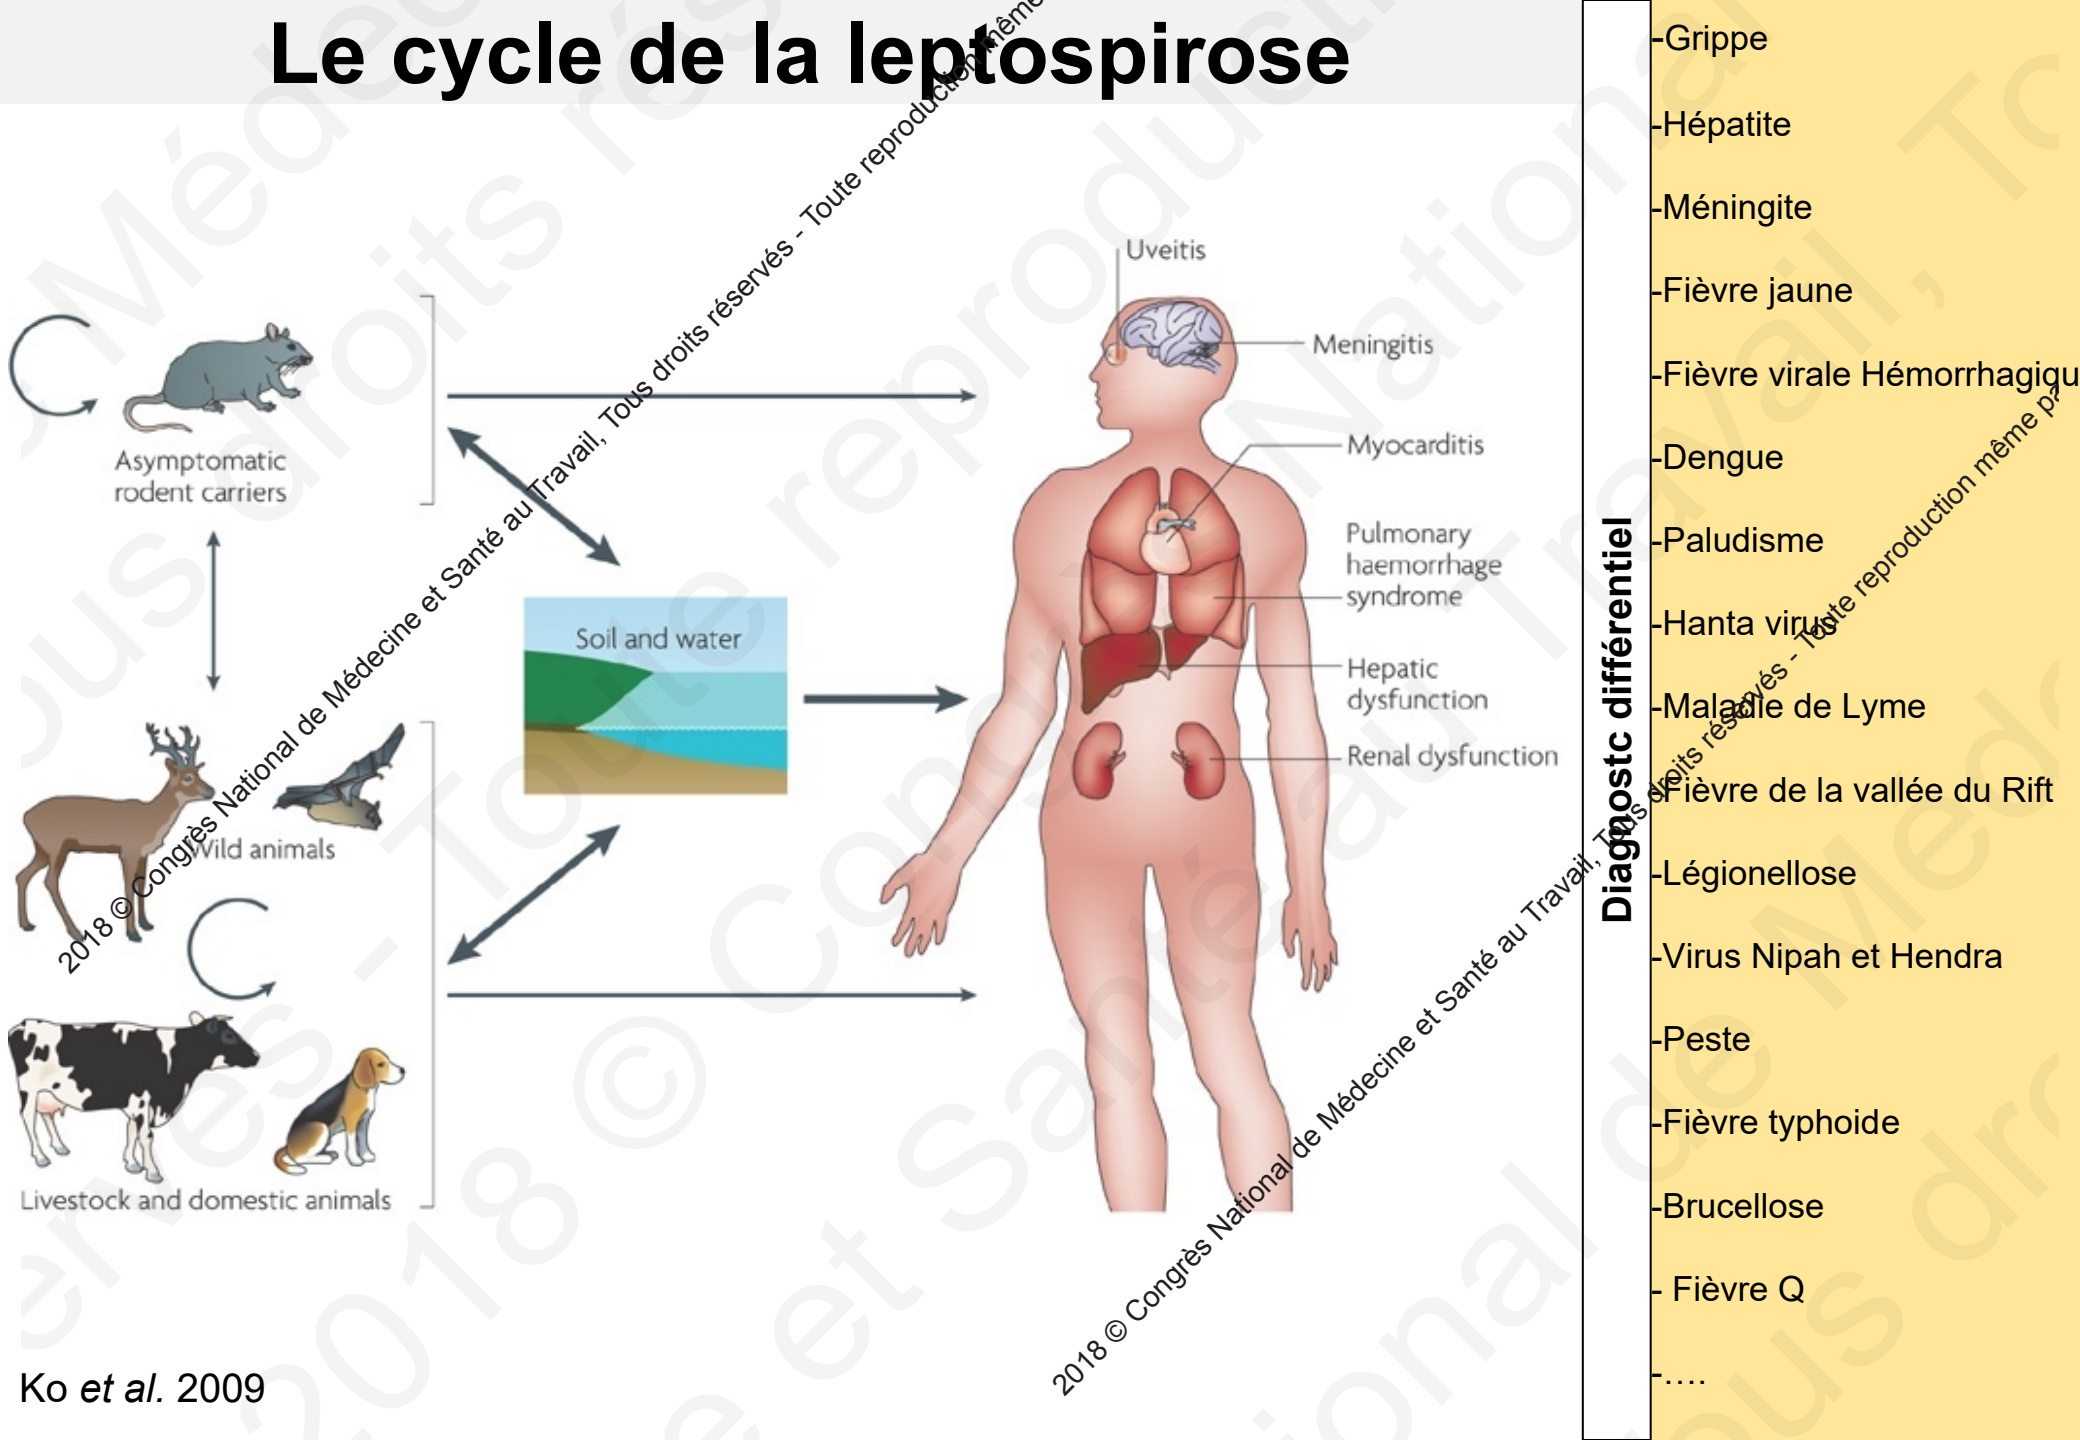 Le cycle de la leptospirose
Uveitis
Meningitis
Myocarditis
Pulmonary
haemorrhage
syndrome
Hepatic
dysfunction
Renal dysfunction
Asymptomatic
rodent carriers
Soil and water
Wild animals
Livestock and domestic animals
Ko et al. 2009
Diagnostc différentiel
-Grippe
-Hépatite
-Méningite
-Fièvre jaune
-Fièvre virale Hémorrhagiqu
-Dengue
-Paludisme
-Hanta virus
-Maladie de Lyme
-Fièvre de la vallée du Rift
-Légionellose
-Virus Nipah et Hendra
-Peste
-Fièvre typhoide
-Brucellose
- Fièvre Q
-....
2018 © Congrès National de Médecine et Santé au Travail, Tous droits réservés - Toute reproduction même
2018 © Congrès National de Médecine et Santé au Travail, Tous droits réservés - Toute reproduction même pa